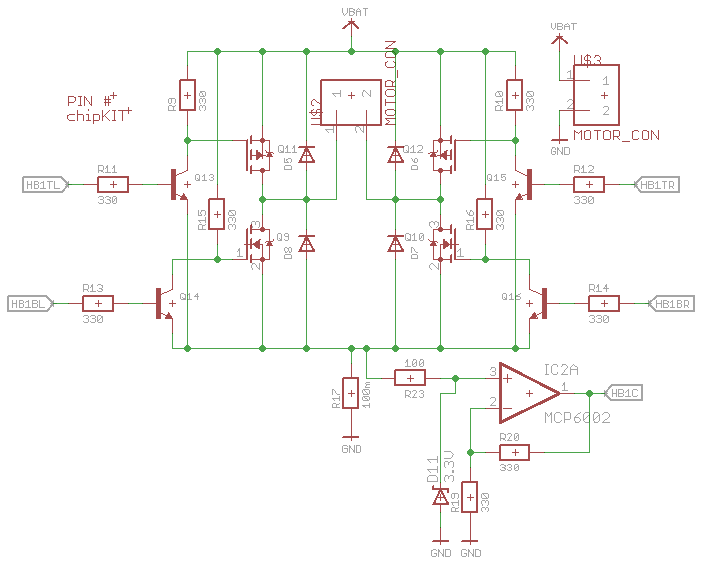 VBAT
VBAT
U$3
1
1
2
2
MOTOR_CON
GND
PIN #
chipKIT
R9
330
U$2
1
2
1
2
MOTOR_CON
R10
330
Q11
D5
Q12
D6
HB1TL
R11
330
Q13
R15
330
R16
330
Q15
R12
330
HB1TR
3
1
2
Q9
D8
Q10
D7
3
1
2
HB1BL
R13
330
Q14
Q16
R14
330
HB1BR
R17
100m
GND
100
R23
3
2
1
IC2A
MCP6002
HB1C
R20
330
D11
3.3V
R19
330
GND
GND